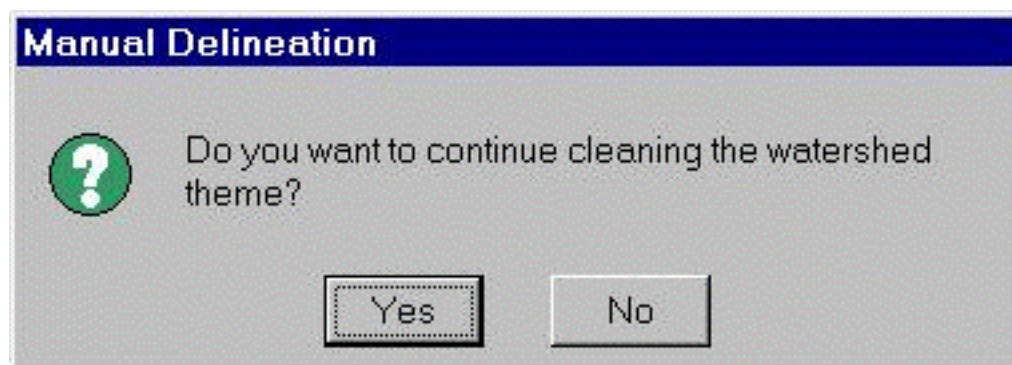 Manual Delineation
Do you want to continue cleaning the watershed
theme?
Yes No